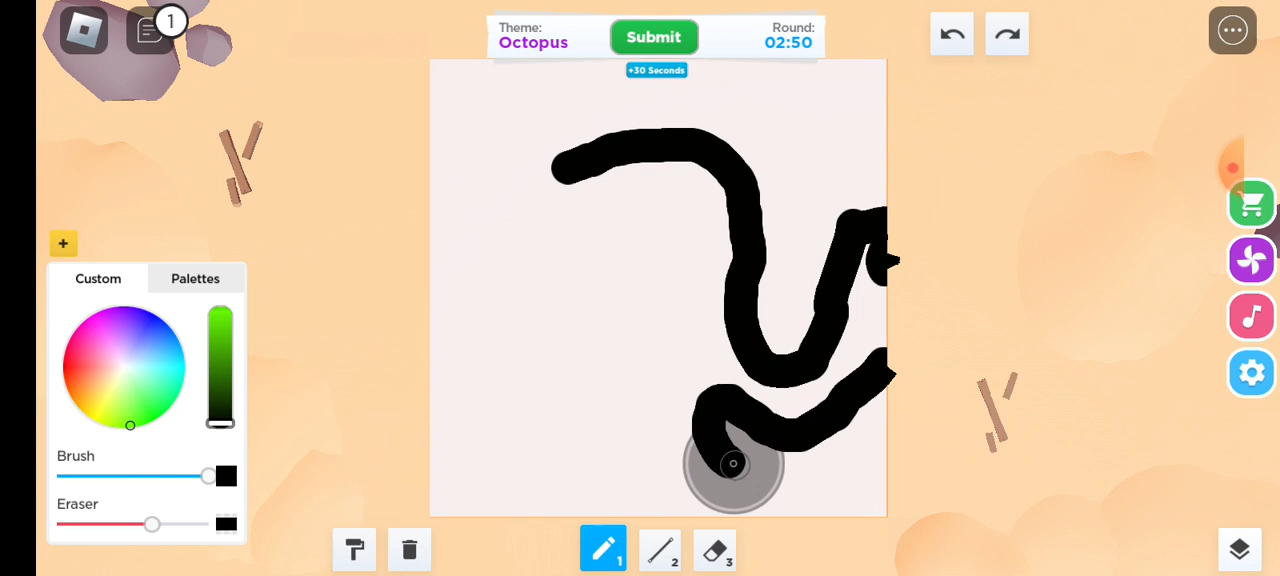 1
Theme:
Octopus
Submit
Round:
02:50
+30 Seconds
+
Custom
Palettes
Brush
Eraser
1
2
3